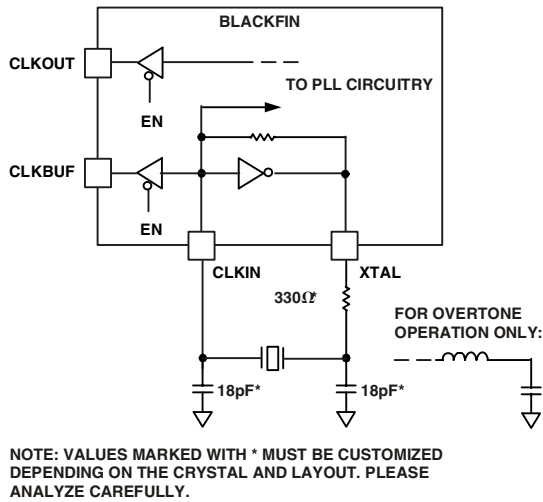 BLACKFIN
CLKOUT
TO PLL CIRCUITRY
EN
CLKBUF
EN
CLKIN
XTAL
330Ω*
FOR OVERTONE
OPERATION ONLY:
18pF*
18pF*
NOTE: VALUES MARKED WITH * MUST BE CUSTOMIZED
DEPENDING ON THE CRYSTAL AND LAYOUT. PLEASE
ANALYZE CAREFULLY.